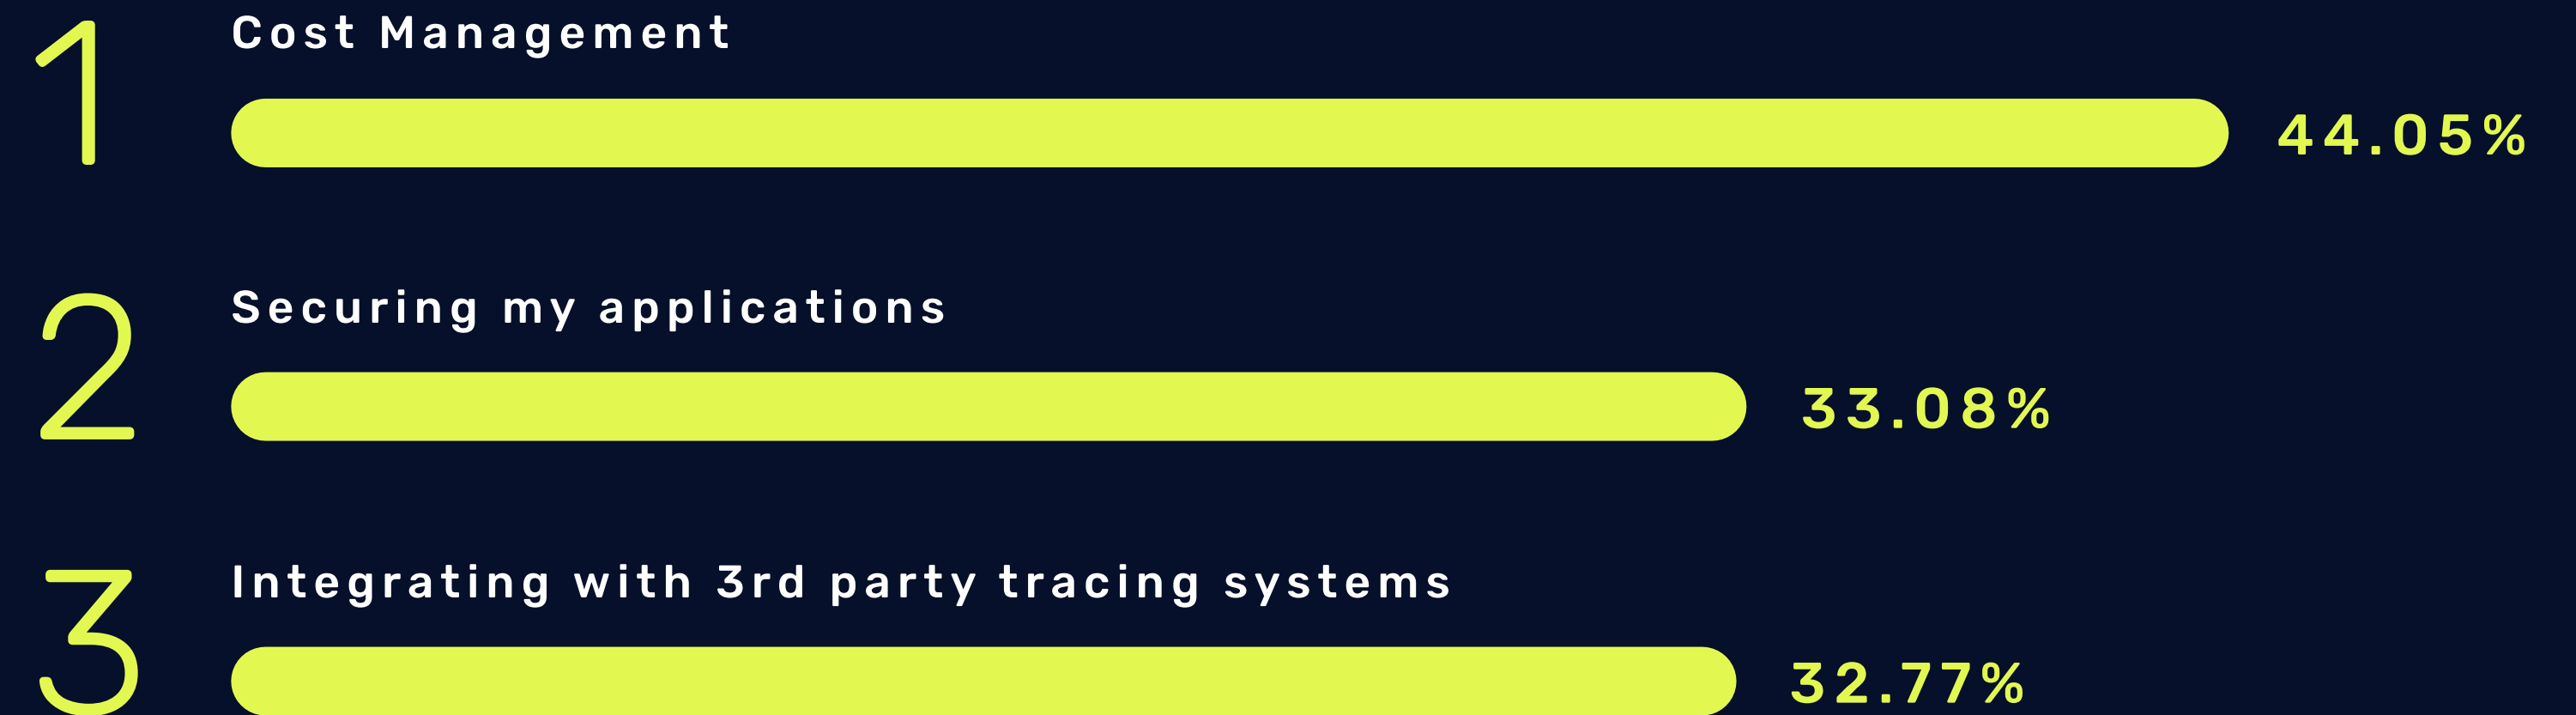 1
Cost Management
44.05%
2
Securing my applications
33.08%
3
Integrating with 3rd party tracing systems
32.77%